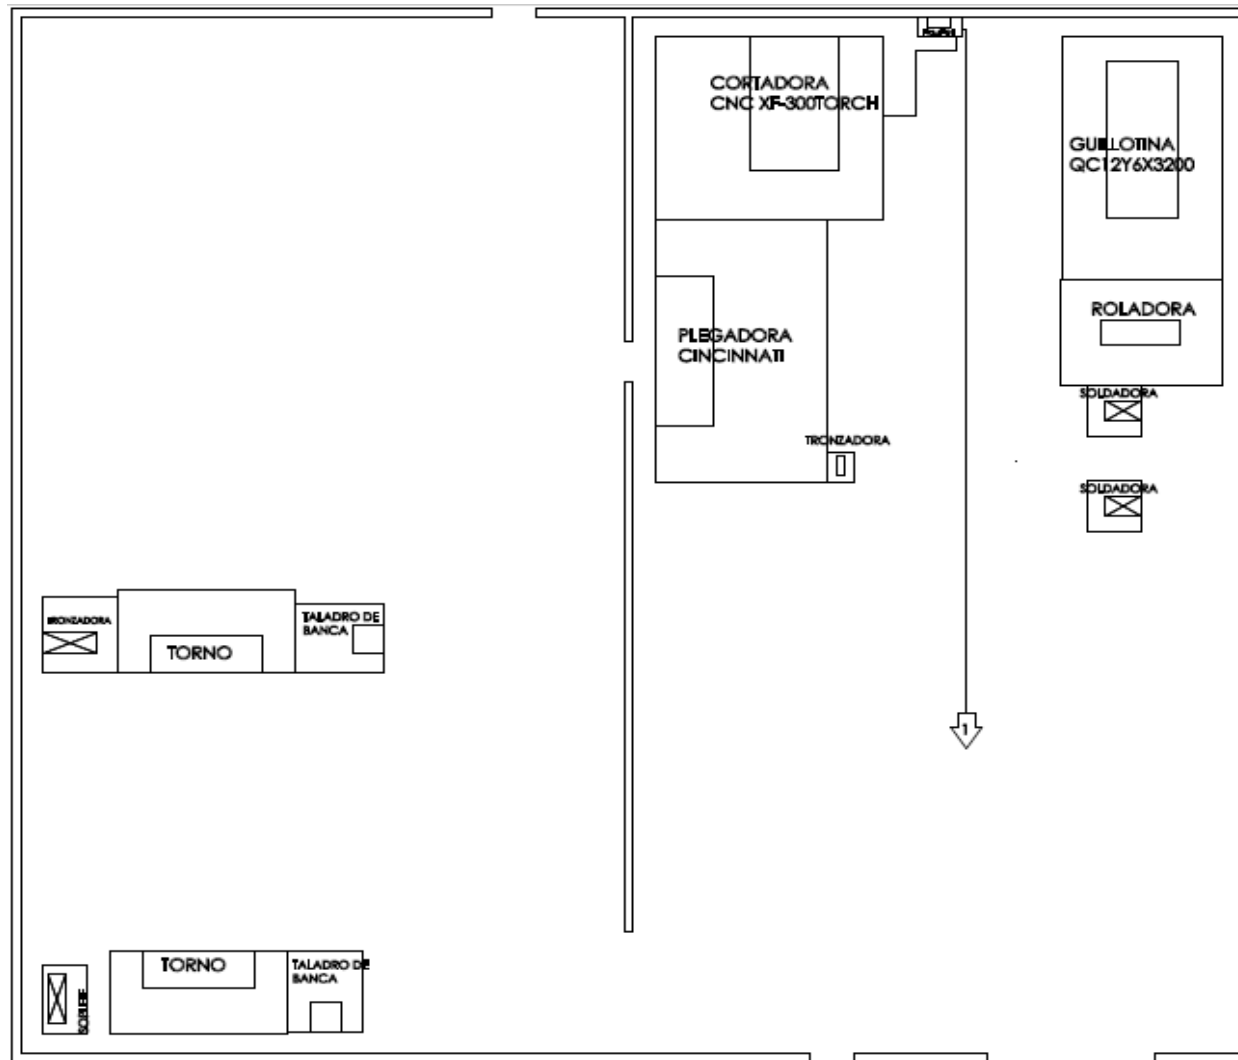 CORTADORA
CNC XF-300TORCH
GUILLOTINA
QC12Y6X3200
ROLADORA
PLEGADORA
CINCINNATI
SOLDADORA
TRONZADORA
SOLDADORA
BRONZADORA
TORNO
TALADRO DE
BANCA
1
TORNO
TALADRO DE
BANCA